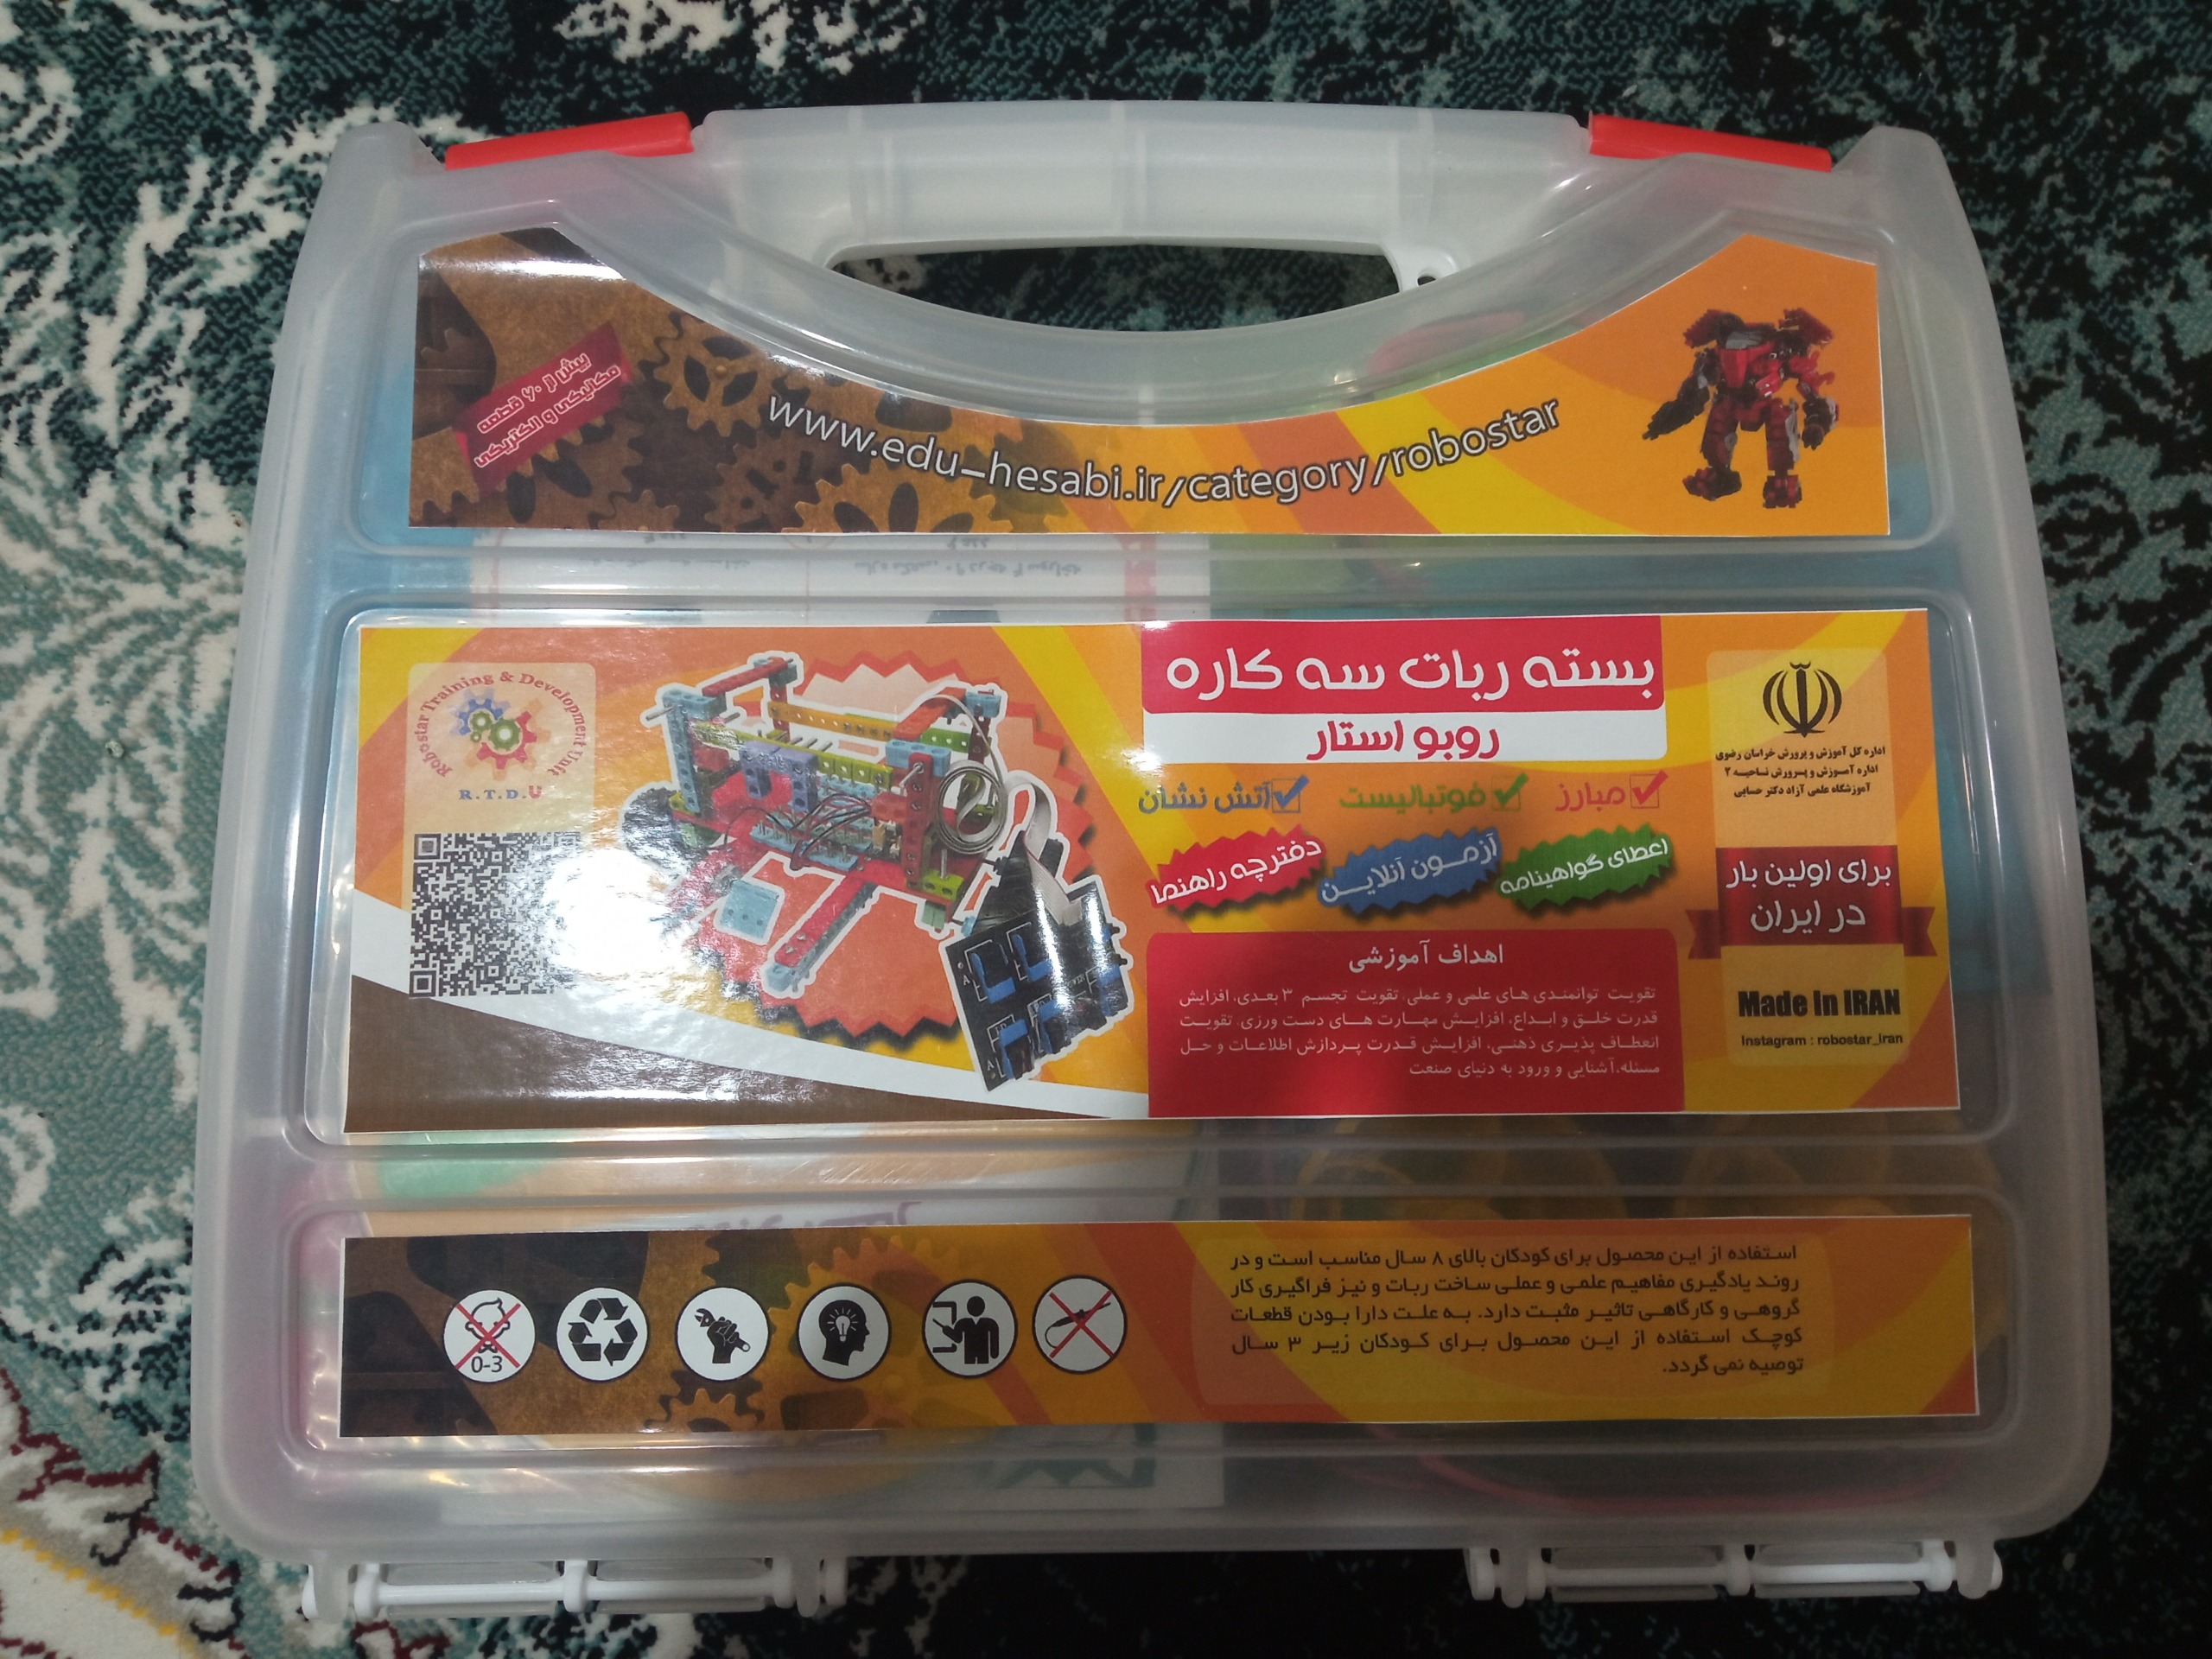 بیش از ۶۰ قطعه
مکانیکی و الکتریکی
www.edu-hesabi.ir/category/robostar
بسته ربات سه کاره
روبو استار
مبارز فوتبالیست آتش نشان
اعطای گواهینامه آزمون آنلاین دفترچه راهنما
اهداف آموزشی
تقویت توانمندی های علمی و عملی، تقویت تجسم ۳ بعدی، افزایش
قدرت خلق و ابداع، افزایش مهارت های دست ورزی، تقویت
انعطاف پذیری ذهنی، افزایش قدرت پردازش اطلاعات و حل
مسئله، آشنایی و ورود به دنیای صنعت
اداره کل آموزش و پرورش خراسان رضوی
اداره آموزش و پرورش ناحیه ۲
آموزشگاه علمی آزاد دکتر حسابی
برای اولین بار
در ایران
Made In IRAN
Instagram : robostar_iran
Robostar Training & Development Unit
R.T.D.U
A
A
استفاده از این محصول برای کودکان بالای ۸ سال مناسب است و در
روند یادگیری مفاهیم علمی و عملی ساخت ربات و نیز فراگیری کار
گروهی و کارگاهی تاثیر مثبت دارد. به علت دارا بودن قطعات
کوچک استفاده از این محصول برای کودکان زیر ۳ سال
توصیه نمی گردد.
0-3